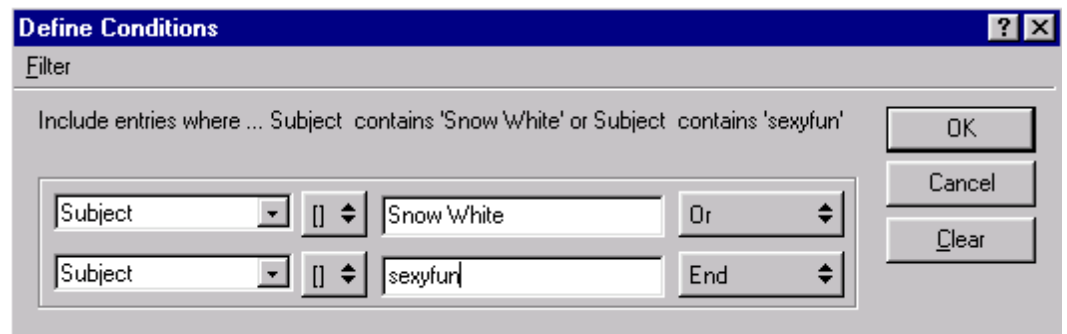 Define Conditions ? X
Filter
Include entries where ... Subject contains 'Snow White' or Subject contains 'sexyfun'
OK
Cancel
Clear
Subject [] Snow White Or
Subject [] sexyfun End